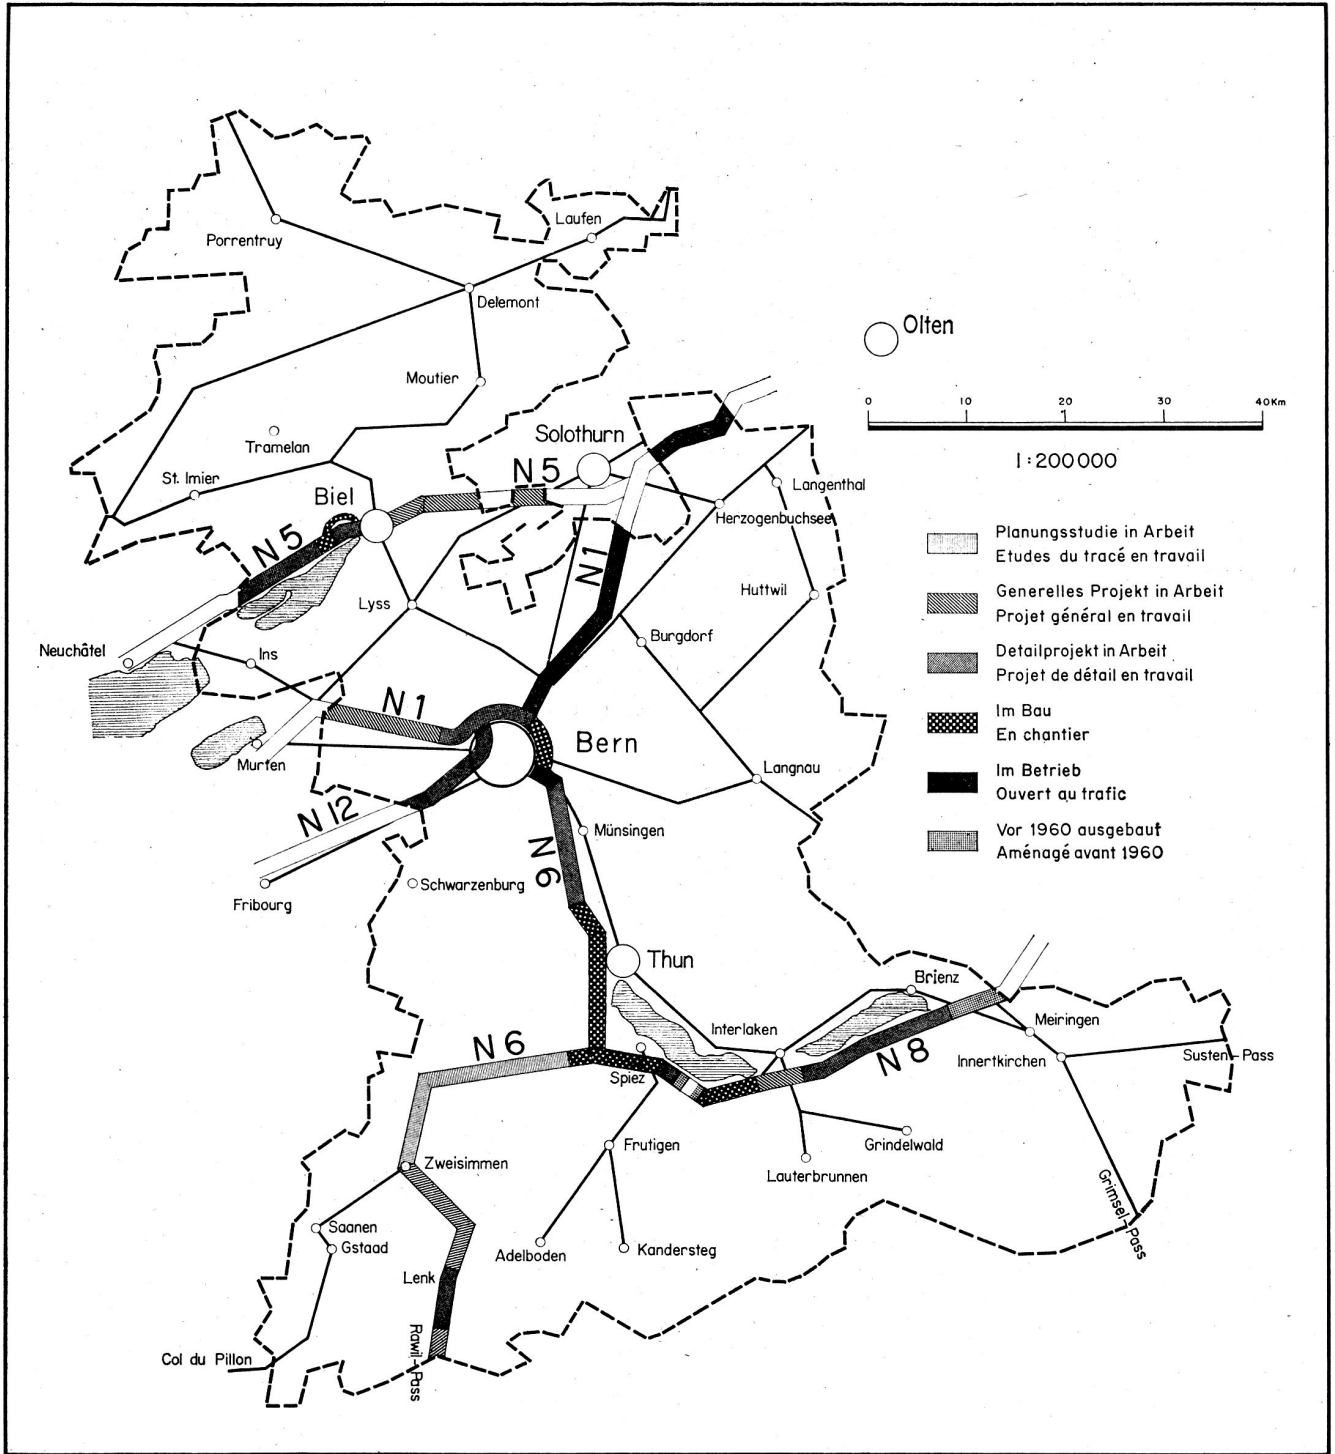 Porrentruy
Laufen
Delemont
Olten
Moutier
0 10 20 30 40 Km
1:200000
Tramelan
Solothurn
St. Imier
Biel
N 5
Langenthal
Herzogenbuchsee
N 5
N 1
Planungsstudie in Arbeit
Etudes du tracé en travail
Generelles Projekt in Arbeit
Projet général en travail
Detailprojekt in Arbeit
Projet de détail en travail
Im Bau
En chantier
Im Betrieb
Ouvert au trafic
Vor 1960 ausgebaut
Aménagé avant 1960
Huttwil
Lyss
Burgdorf
Neuchâtel
Ins
N 1
Bern
Murten
Langnau
N 12
Münsingen
N 6
Schwarzenburg
Fribourg
Thun
Brienz
Interlaken
Meiringen
N 6
N 8
Innertkirchen
Susten-Pass
Spiez
Zweisimmen
Frutigen
Grindelwald
Lauterbrunnen
Grimsel-Pass
Saanen
Gstaad
Adelboden
Kandersteg
Lenk
Rawil-Pass
Col du Pillon